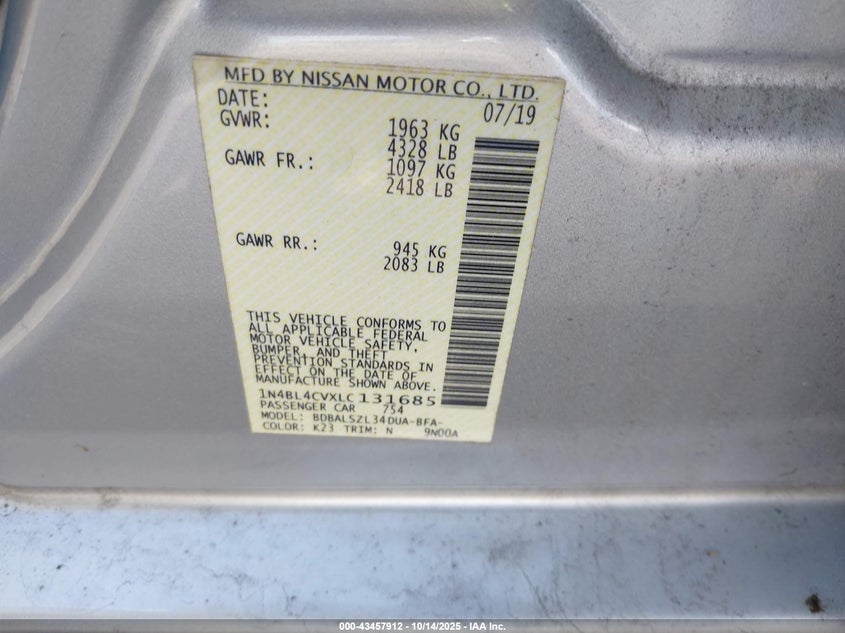 MFD BY NISSAN MOTOR CO., LTD.
DATE: 07/19
GVWR: 1963 KG
4328 LB
GAWR FR.: 1097 KG
2418 LB
GAWR RR.: 945 KG
2083 LB
THIS VEHICLE CONFORMS TO
ALL APPLICABLE FEDERAL
MOTOR VEHICLE SAFETY,
BUMPER, AND THEFT
PREVENTION STANDARDS IN
EFFECT ON THE DATE OF
MANUFACTURE SHOWN ABOVE.
1N4BL4CVXLC131685
PASSENGER CAR 754
MODEL: BDBALSZL34DUA-BFA-
COLOR: K23 TRIM: N 9N00A
000-43457912 - 10/14/2025 - IAA Inc.